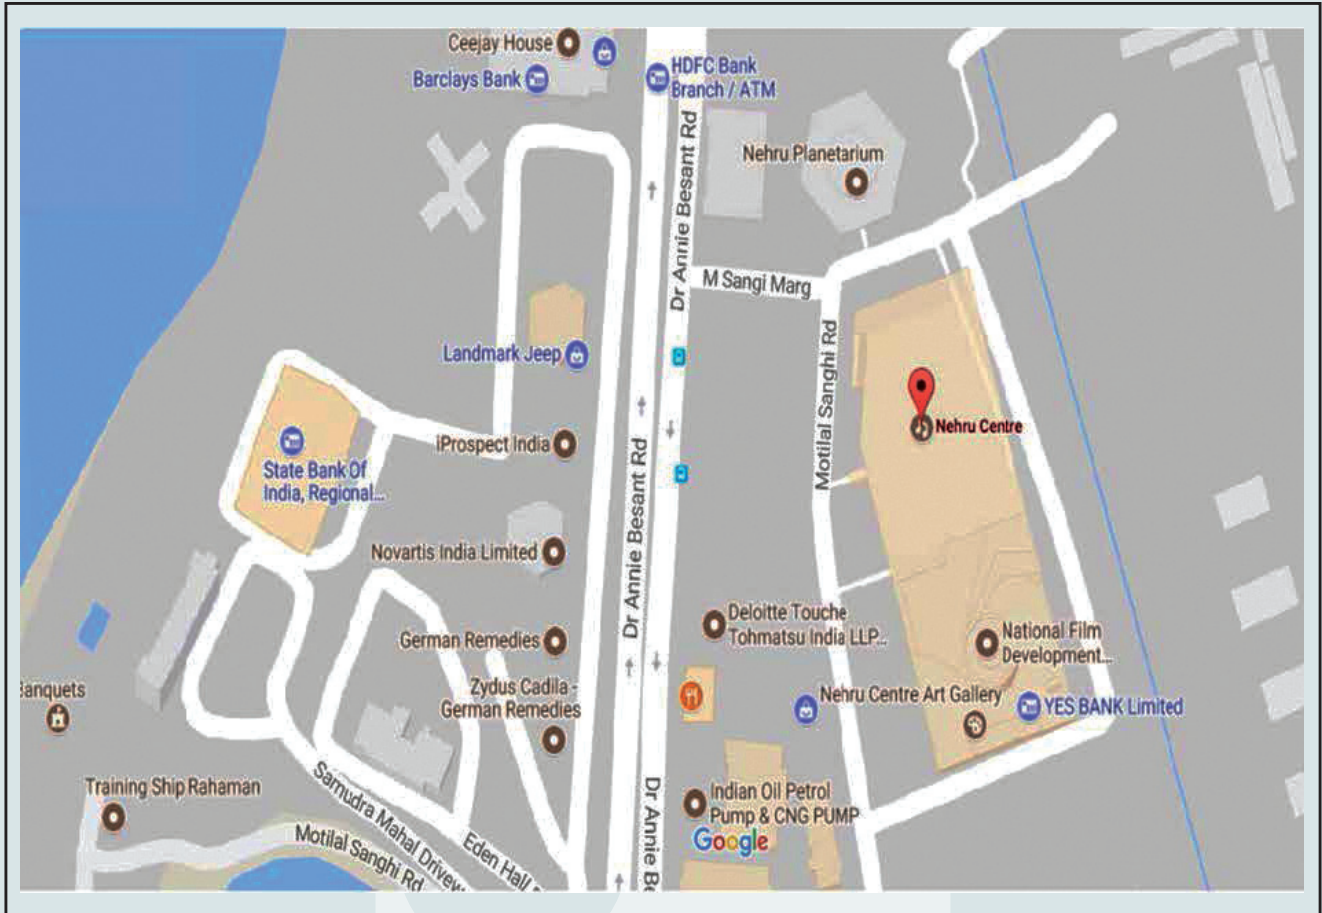 Ceejay House
Barclays Bank
HDFC Bank
Branch / ATM
Dr Annie Besant Rd
Nehru Planetarium
M Sangi Marg
Landmark Jeep
Motilal Sanghi Rd
Nehru Centre
iProspect India
State Bank Of
India, Regional...
Dr Annie Besant Rd
Novartis India Limited
German Remedies
Deloitte Touche
Tohmatsu India LLP...
National Film
Development...
Zydus Cadila -
German Remedies
Nehru Centre Art Gallery
YES BANK Limited
Banquets
Training Ship Rahaman
Samudra Mahal Drivew
Motilal Sanghi Rd
Eden Hall
Dr Annie Be
Indian Oil Petrol
Pump & CNG PUMP
Google